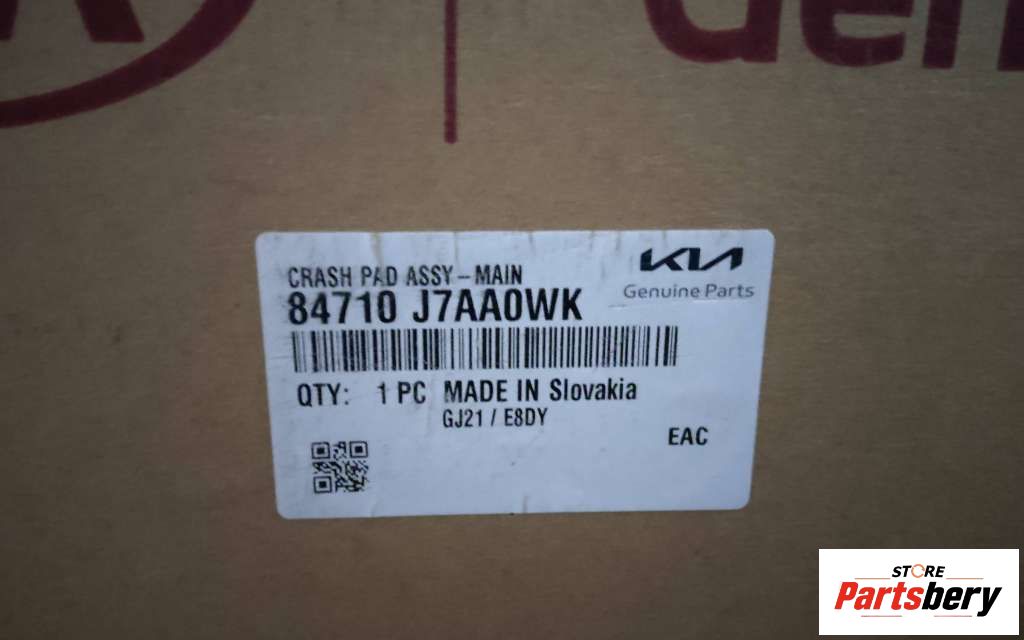 CRASH PAD ASSY - MAIN
KIA
84710 J7AA0WK
Genuine Parts
QTY: 1 PC MADE IN Slovakia
GJ21 / E8DY
EAC
STORE
Partsbery